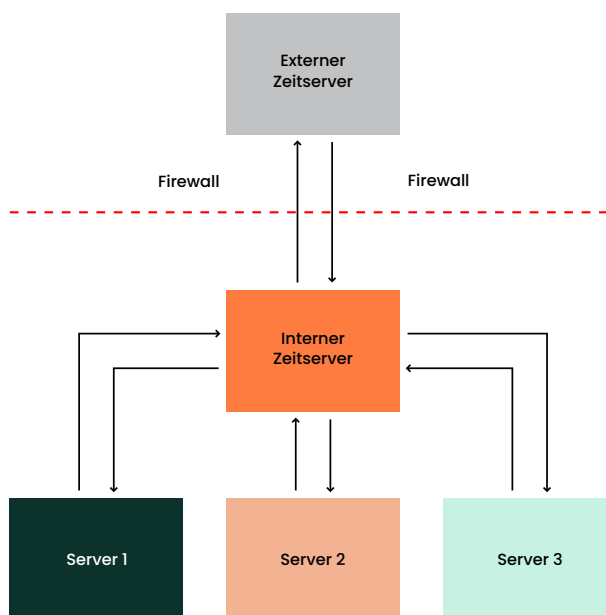 Externer
Zeitserver
Firewall
Firewall
Interner
Zeitserver
Server 1
Server 2
Server 3